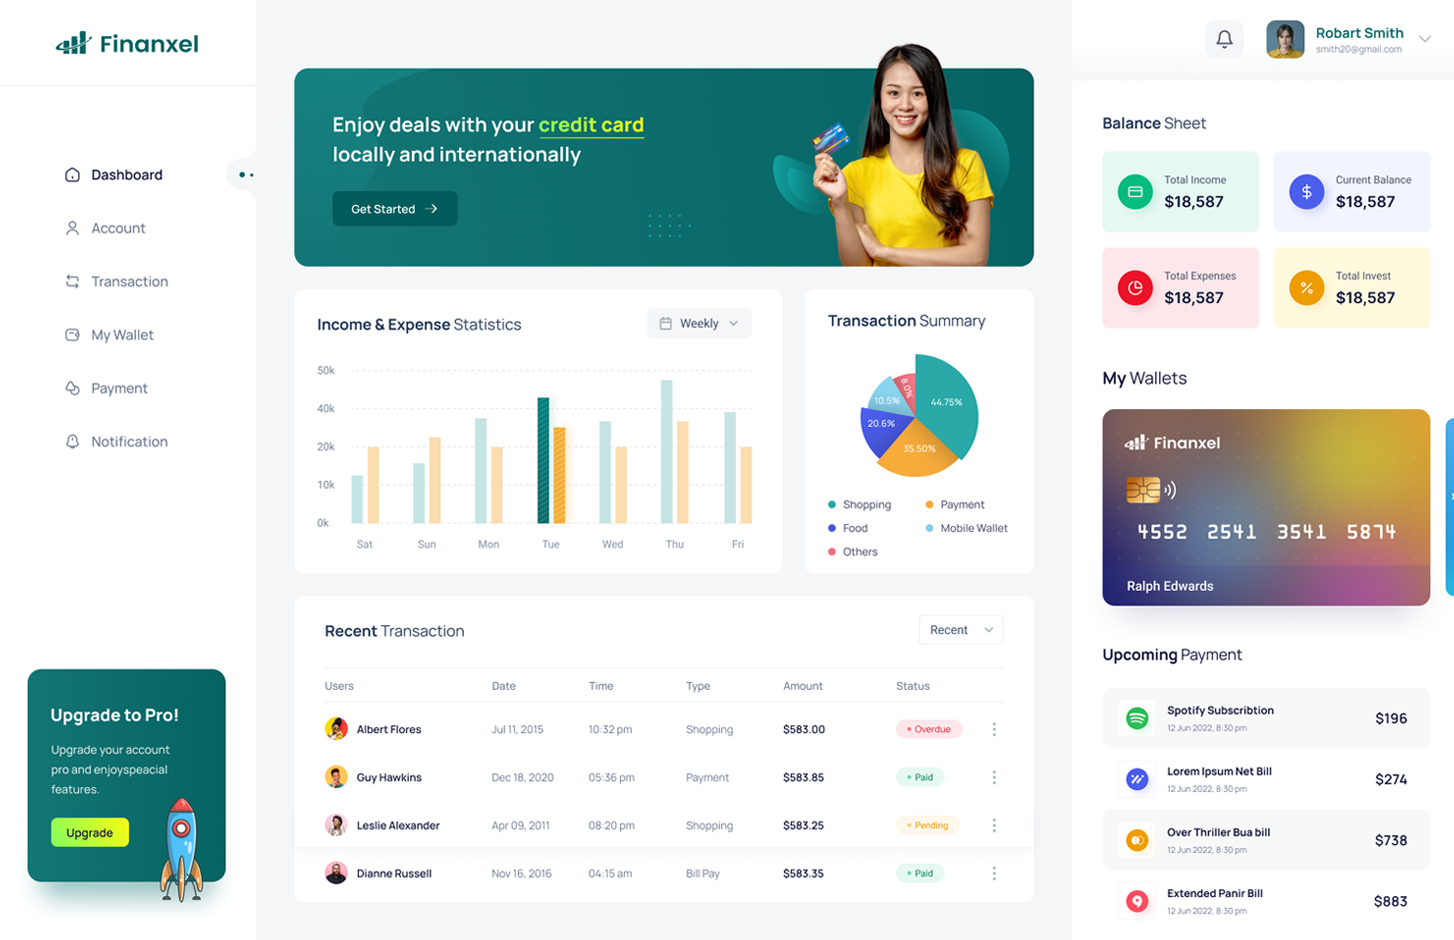 Finanxel
Dashboard
Account
Transaction
My Wallet
Payment
Notification
Upgrade to Pro!
Upgrade your account
pro and enjoyspeacial
features.
Upgrade
Enjoy deals with your credit card
locally and internationally
Get Started
Income & Expense Statistics
Weekly
50k
40k
20k
10k
0k
Sat Sun Mon Tue Wed Thu Fri
Transaction Summary
44.75%
35.50%
20.6%
10.5%
8.0%
Shopping Payment
Food Mobile Wallet
Others
Recent Transaction
Recent
Users Date Time Type Amount Status
Albert Flores Jul 11, 2015 10:32 pm Shopping $583.00 Overdue
Guy Hawkins Dec 18, 2020 05:36 pm Payment $583.85 Paid
Leslie Alexander Apr 09, 2011 08:20 pm Shopping $583.25 Pending
Dianne Russell Nov 16, 2016 04:15 am Bill Pay $583.35 Paid
Robart Smith
smith20@gmail.com
Balance Sheet
Total Income
$18,587
Current Balance
$18,587
Total Expenses
$18,587
Total Invest
$18,587
My Wallets
Finanxel
4552 2541 3541 5874
Ralph Edwards
Upcoming Payment
Spotify Subscribtion
12 Jun 2022, 8:30 pm
$196
Lorem Ipsum Net Bill
12 Jun 2022, 8:30 pm
$274
Over Thriller Bua bill
12 Jun 2022, 8:30 pm
$738
Extended Panir Bill
12 Jun 2022, 8:30 pm
$883